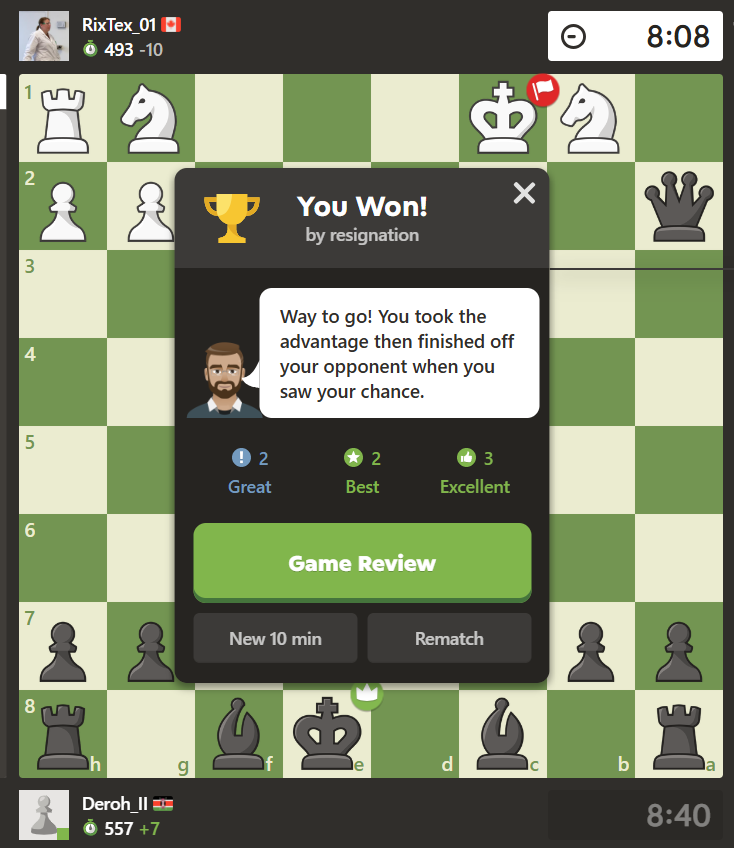 RixTex_01
493 -10
8:08
1
2
You Won!
by resignation
3
Way to go! You took the
advantage then finished off
your opponent when you
saw your chance.
4
5
! 2
2
3
Great
Best
Excellent
6
Game Review
7
New 10 min
Rematch
8
h g f e d c b a
Deroh_II
557 +7
8:40